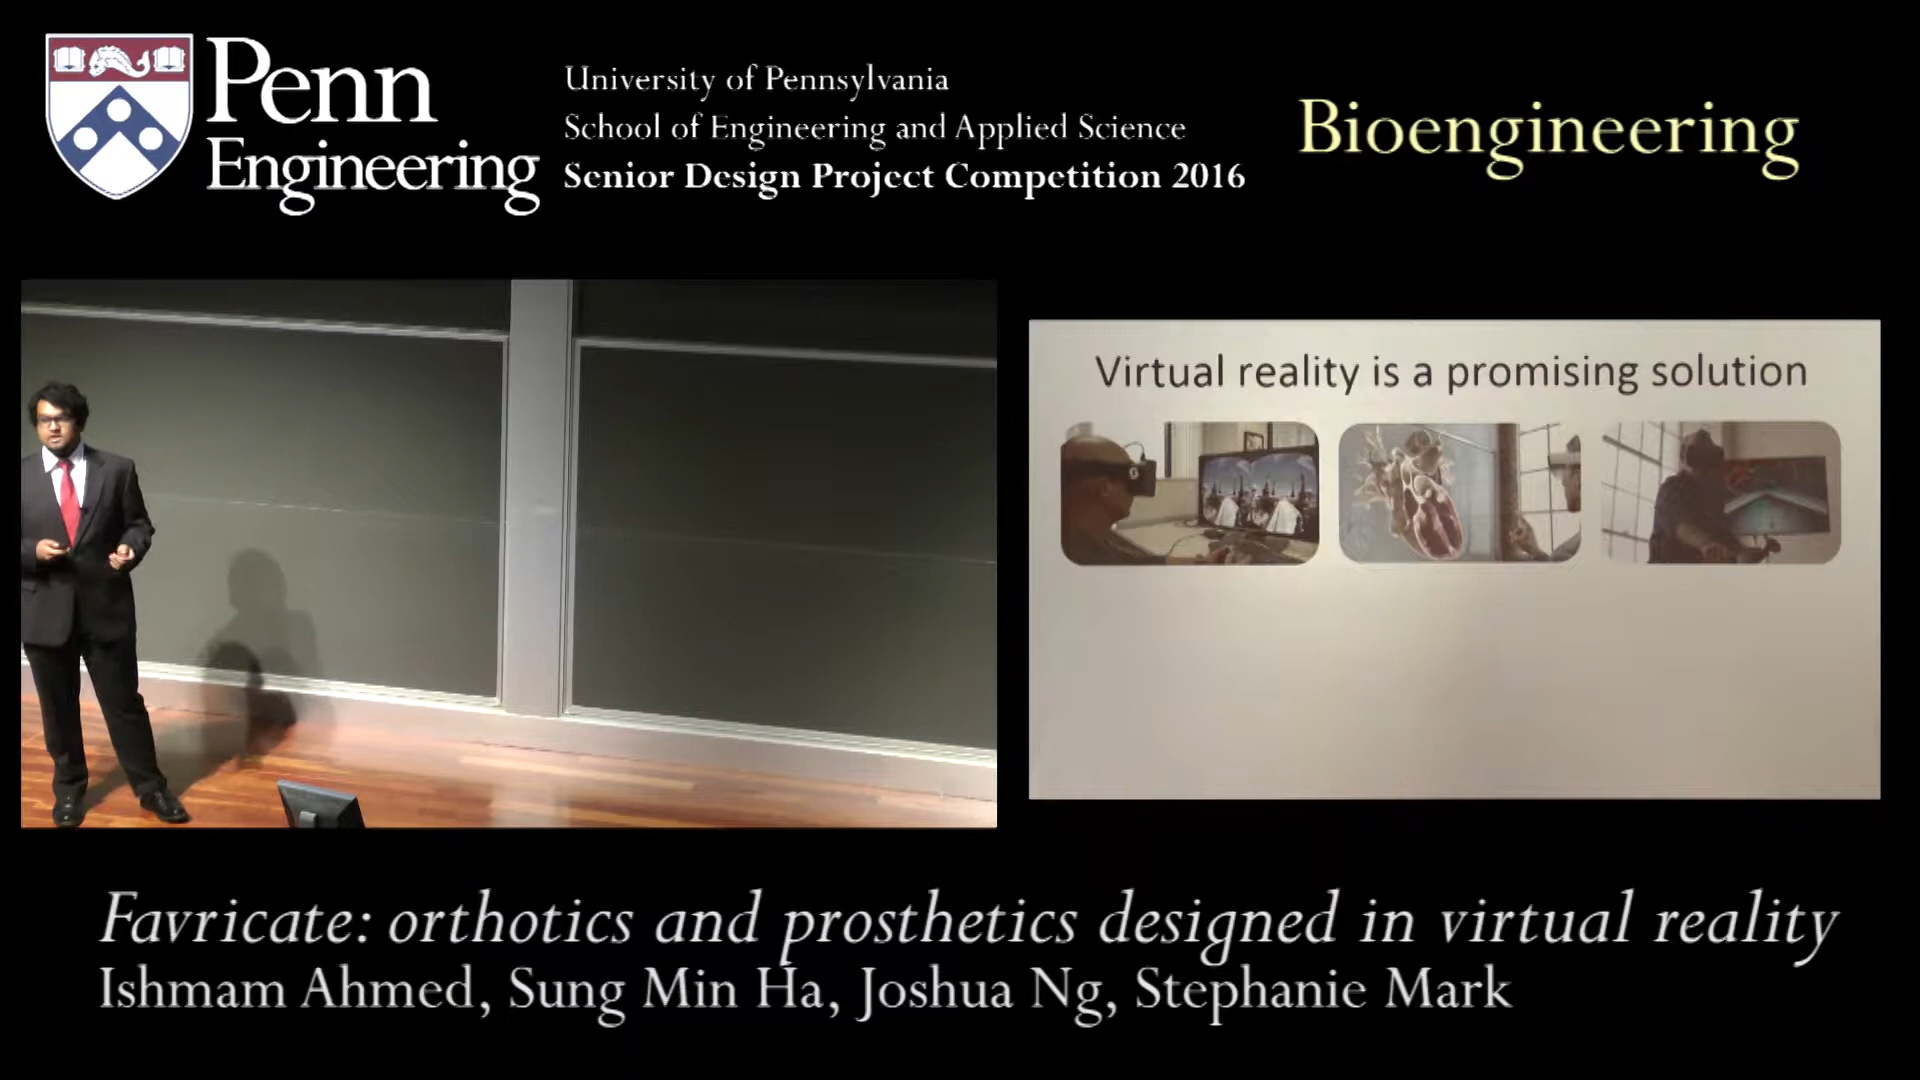 Penn
Engineering
University of Pennsylvania
School of Engineering and Applied Science
Senior Design Project Competition 2016
Bioengineering
Virtual reality is a promising solution
Favricate: orthotics and prosthetics designed in virtual reality
Ishmam Ahmed, Sung Min Ha, Joshua Ng, Stephanie Mark